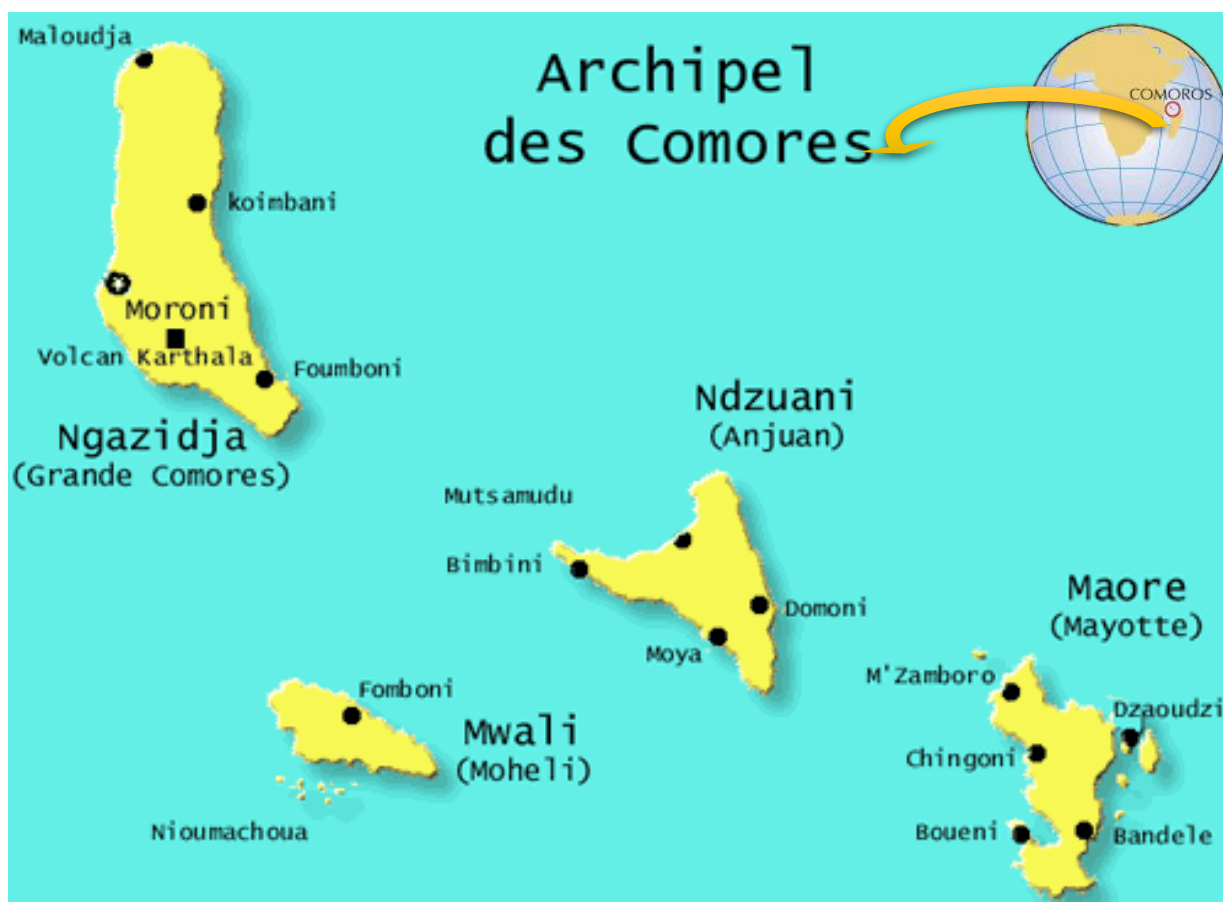 Maloudja
Archipel
des Comores
COMOROS
koimbani
Moroni
Volcan Karthala
Foumboni
Ngazidja
(Grande Comores)
Ndzuani
(Anjuan)
Mutsamudu
Bimbini
Domoni
Moya
Maore
(Mayotte)
M'Zamboro
Dzaoudzi
Chingoni
Boueni
Bandele
Fomboni
Mwali
(Moheli)
Nioumachoua